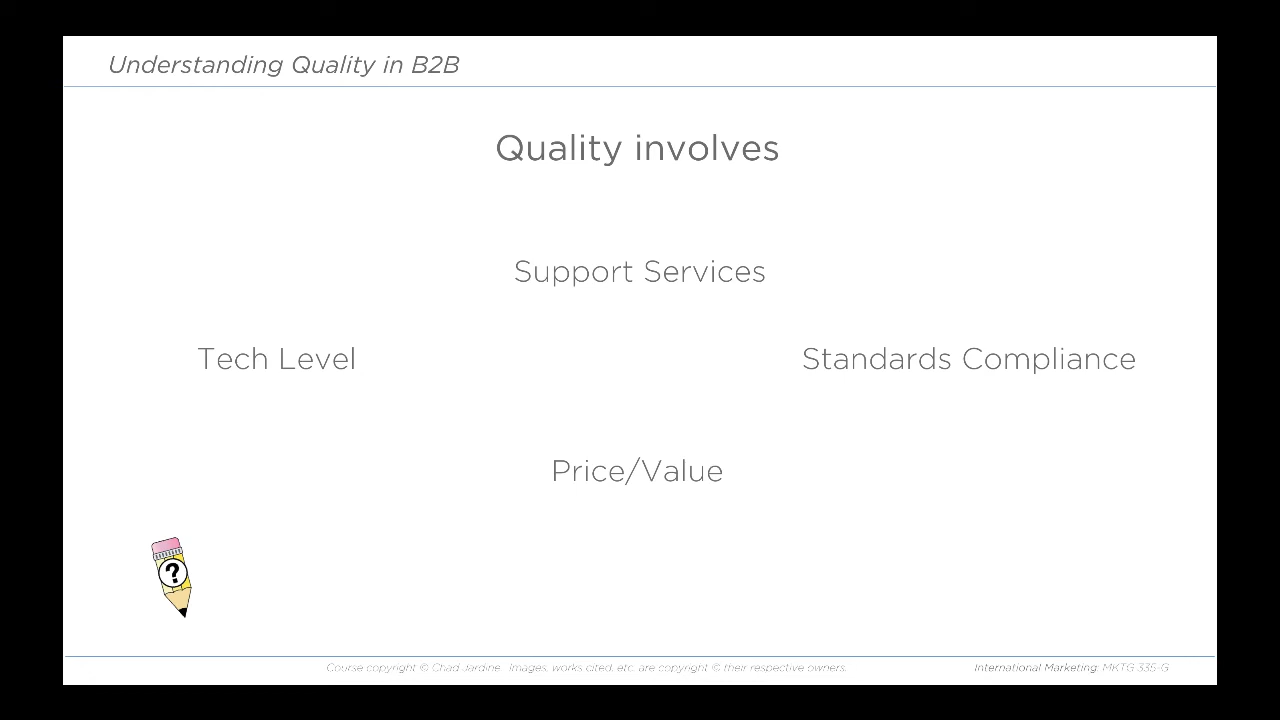 Understanding Quality in B2B
Quality involves
Support Services
Tech Level
Standards Compliance
Price/Value
?
Course copyright © Chad Jardine. Images, works cited, etc. are copyright © their respective owners.
International Marketing: MKTG 335-G